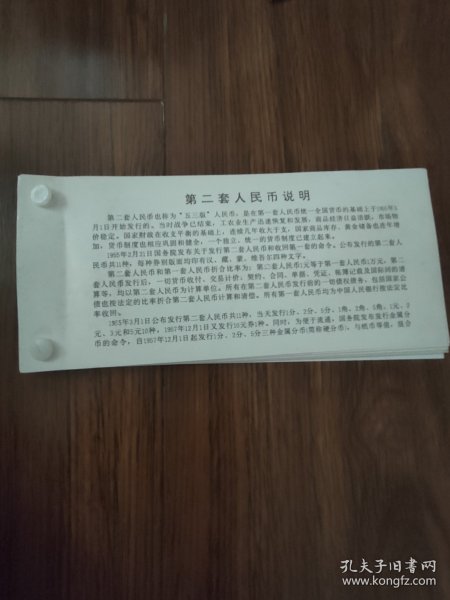 第二套人民币说明
第二套人民币也称为"五三版"人民币，是在第一套人民币统一全国货币的基础上于1955年3
月1日开始发行的。当时战争已结束，工农业生产迅速恢复和发展，商品经济日益活跃，市场物
价稳定。国家财政在收支平衡的基础上，连续几年收大于支，国家商品库存、黄金储备也连年增
加，货币制度也相应巩固和健全，一个独立、统一的货币制度已建立起来。
1955年2月21日国务院发布关于发行第二套人民币和收回第一套的命令。公布发行的第二套人
民币共11种，每种券别版面均印有汉、藏、蒙、维吾尔四种文字。
第二套人民币和第一套人民币折合比率为：第二套人民币1元等于第一套人民币1万元。第二
套人民币发行后，一切货币收付、交易计价、契约、合同、单据、凭证、帐簿记载及国际间的清
算等，均以第二套人民币为计算单位。所有在第二套人民币发行前的一切债权债务，包括国家公
债也按法定的比率折合第二套人民币计算和清偿。所有第一套人民币均为中国人民银行按法定比
率收回。
1955年3月1日公布发行第二套人民币共11种，当天发行1分、2分、5分、1角、2角、5角、1元、2
元、3元和5元10种，1957年12月1日又发行10元券1种。同时，为便于流通，国务院发布发行金属分
币的命令，自1957年12月1日起发行1分、2分、5分三种金属分币(简称硬分币)，与纸币等值，混合
孔夫子旧书网
www.kongfz.com